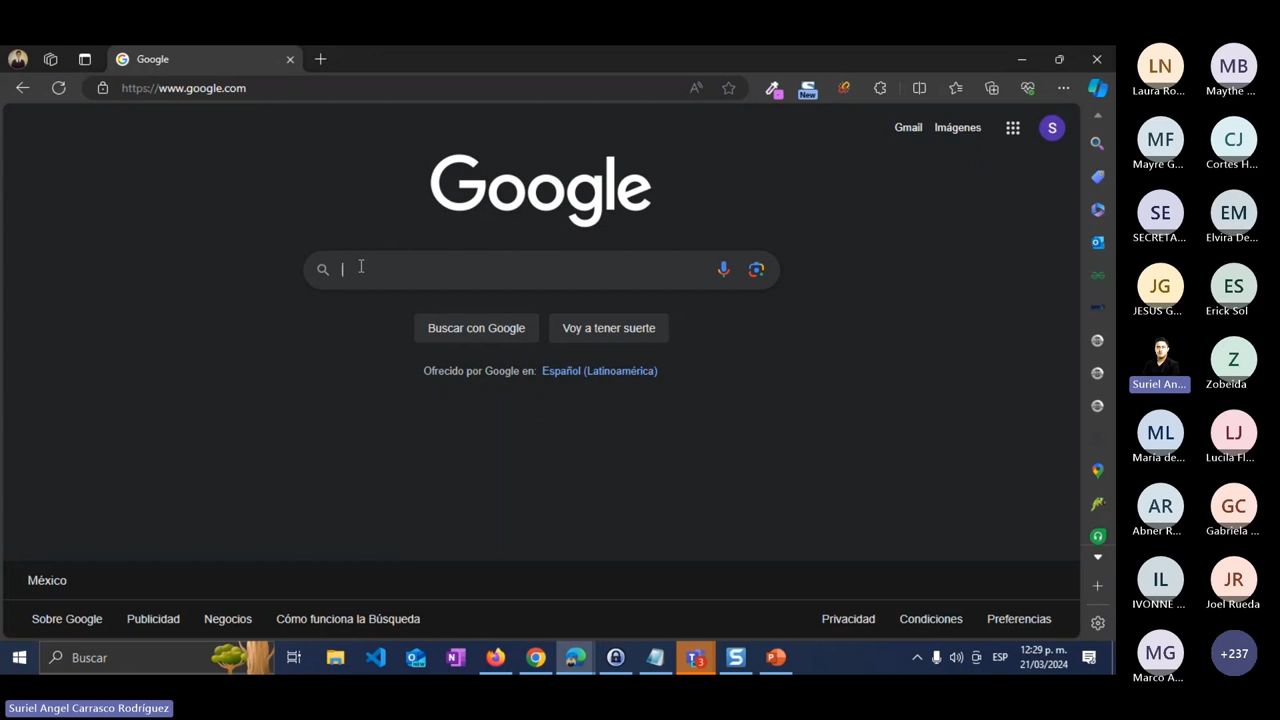 Google
https://www.google.com
New
Gmail
Imágenes
S
Google
Buscar con Google
Voy a tener suerte
Ofrecido por Google en: Español (Latinoamérica)
México
Sobre Google
Publicidad
Negocios
Cómo funciona la Búsqueda
Privacidad
Condiciones
Preferencias
Buscar
3
ESP
12:29 p. m.
21/03/2024
Suriel Angel Carrasco Rodríguez
LN
Laura Ro...
MB
Maythe ...
MF
Mayre G...
CJ
Cortes H...
SE
SECRETA...
EM
Elvira De...
JG
JESUS G...
ES
Erick Sol
Suriel An...
Z
Zobeida
ML
Maria de...
LJ
Lucila Fl...
AR
Abner R...
GC
Gabriela ...
IL
IVONNE ...
JR
Joel Rueda
MG
Marco A...
+237